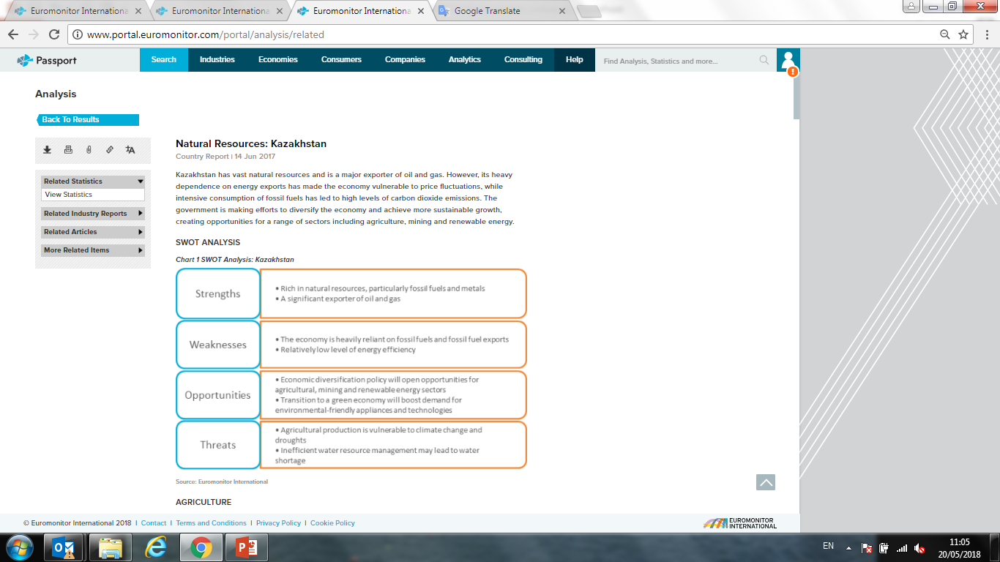 Euromonitor Internationa
Euromonitor Internationa
Euromonitor Internationa
Google Translate
www.portal.euromonitor.com/portal/analysis/related
Passport
Search
Industries
Economies
Consumers
Companies
Analytics
Consulting
Help
Find Analysis, Statistics and more...
Analysis
Back To Results
Related Statistics
View Statistics
Related Industry Reports
Related Articles
More Related Items
Natural Resources: Kazakhstan
Country Report | 14 Jun 2017
Kazakhstan has vast natural resources and is a major exporter of oil and gas. However, its heavy
dependence on energy exports has made the economy vulnerable to price fluctuations, while
intensive consumption of fossil fuels has led to high levels of carbon dioxide emissions. The
government is making efforts to diversify the economy and achieve more sustainable growth,
creating opportunities for a range of sectors including agriculture, mining and renewable energy.
SWOT ANALYSIS
Chart 1 SWOT Analysis: Kazakhstan
Strengths
• Rich in natural resources, particularly fossil fuels and metals
• A significant exporter of oil and gas
Weaknesses
• The economy is heavily reliant on fossil fuels and fossil fuel exports
• Relatively low level of energy efficiency
Opportunities
• Economic diversification policy will open opportunities for
agricultural, mining and renewable energy sectors
• Transition to a green economy will boost demand for
environmental-friendly appliances and technologies
Threats
• Agricultural production is vulnerable to climate change and
droughts
• Inefficient water resource management may lead to water
shortage
Source: Euromonitor International
AGRICULTURE
© Euromonitor International 2018 | Contact | Terms and Conditions | Privacy Policy | Cookie Policy
EUROMONITOR
INTERNATIONAL
EN
11:05
20/05/2018